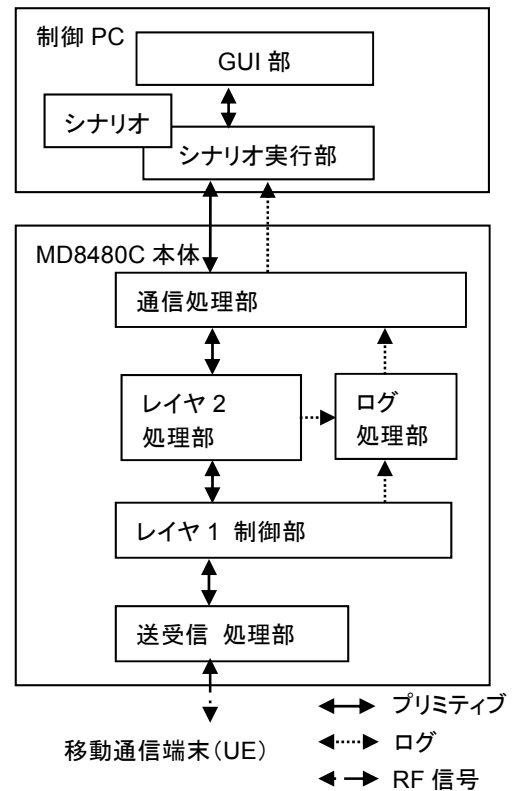 制御 PC
GUI 部
シナリオ
シナリオ実行部
MD8480C 本体
通信処理部
レイヤ 2
処理部
ログ
処理部
レイヤ 1 制御部
送受信 処理部
移動通信端末(UE)
プリミティブ
ログ
RF 信号